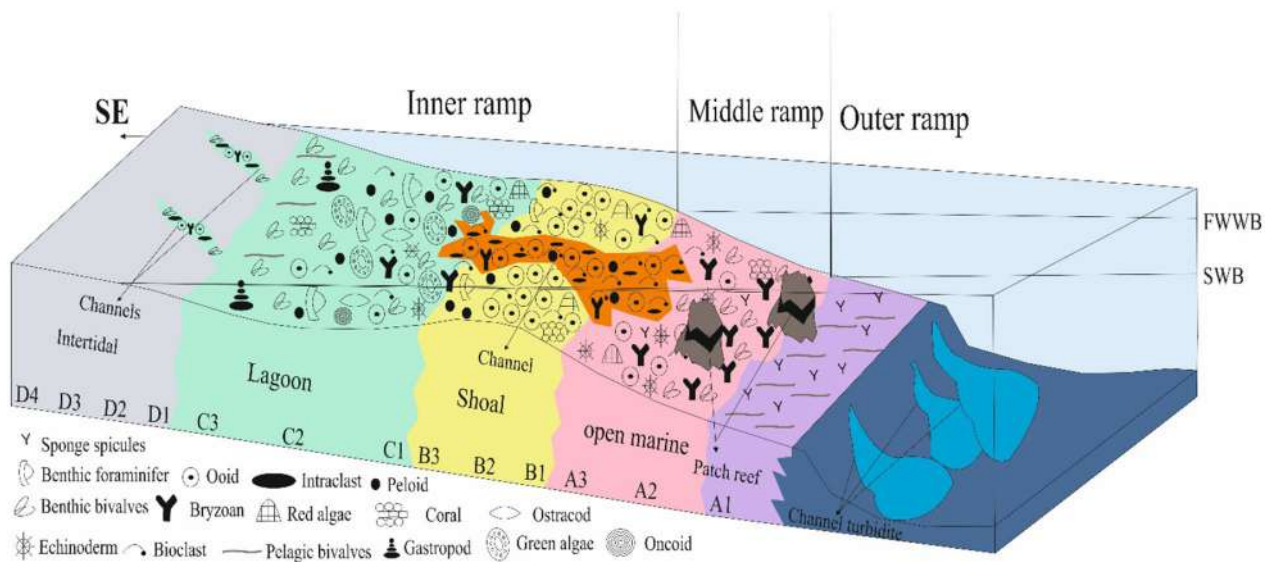 SE
Inner ramp
Middle ramp
Outer ramp
FWWB
SWB
Channels
Intertidal
Lagoon
Channel
Shoal
open marine
Patch reef
Channel turbidite
D4 D3 D2 D1 C3 C2 C1 B3 B2 B1 A3 A2 A1
Sponge spicules
Benthic foraminifer Ooid Intraclast Peloid
Benthic bivalves Bryzoan Red algae Coral Ostracod
Echinoderm Bioclast Pelagic bivalves Gastropod Green algae Oncoid